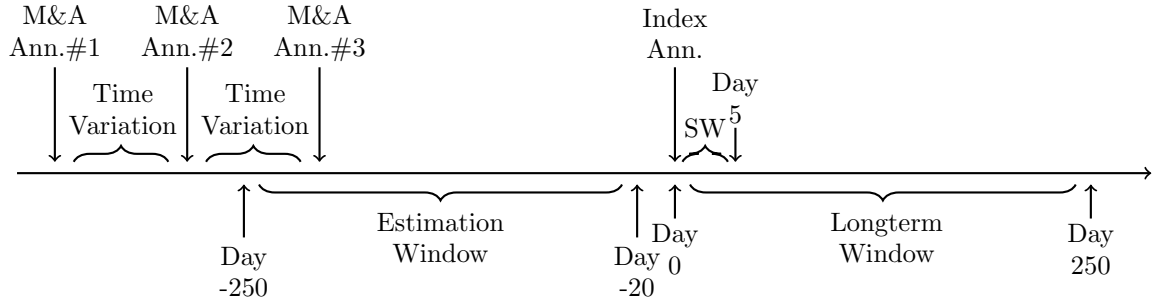 M&A
Ann.#1
M&A
Ann.#2
M&A
Ann.#3
Index
Ann.
Time
Variation
Time
Variation
SW
Day
5
Day
-250
Estimation
Window
Day
-20
Day
0
Longterm
Window
Day
250